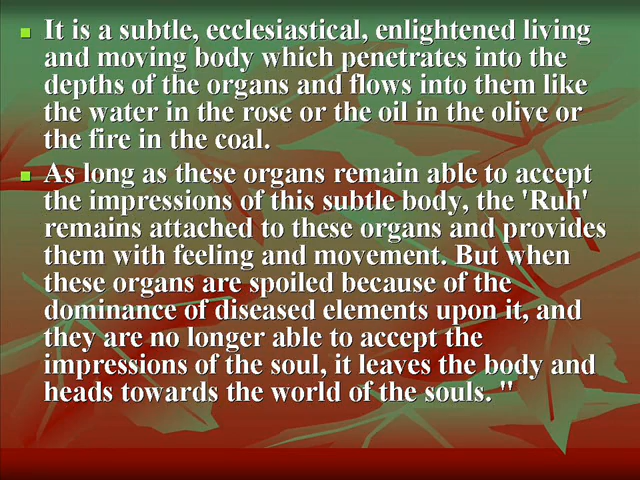 It is a subtle, ecclesiastical, enlightened living
and moving body which penetrates into the
depths of the organs and flows into them like
the water in the rose or the oil in the olive or
the fire in the coal.
As long as these organs remain able to accept
the impressions of this subtle body, the 'Ruh'
remains attached to these organs and provides
them with feeling and movement. But when
these organs are spoiled because of the
dominance of diseased elements upon it, and
they are no longer able to accept the
impressions of the soul, it leaves the body and
heads towards the world of the souls. "